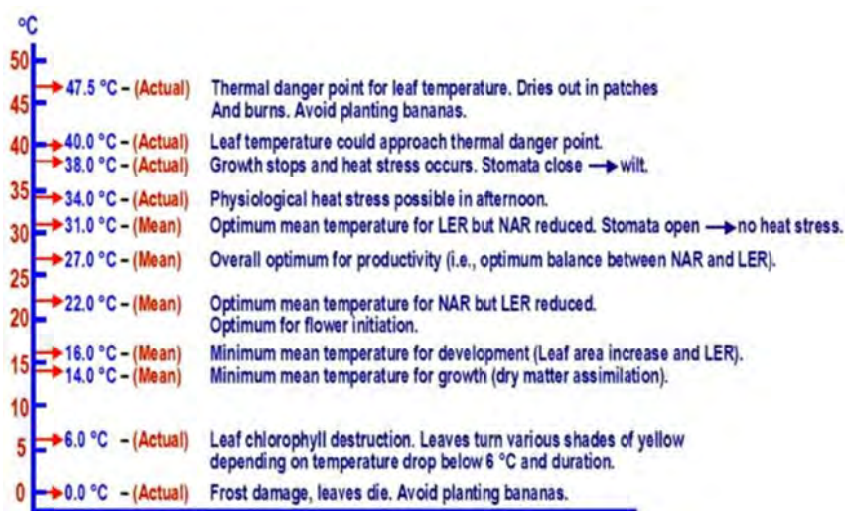 °C
50
47.5 °C – (Actual) Thermal danger point for leaf temperature. Dries out in patches
And burns. Avoid planting bananas.
45
40
40.0 °C – (Actual) Leaf temperature could approach thermal danger point.
38.0 °C – (Actual) Growth stops and heat stress occurs. Stomata close → wilt.
35
34.0 °C – (Actual) Physiological heat stress possible in afternoon.
31.0 °C – (Mean) Optimum mean temperature for LER but NAR reduced. Stomata open → no heat stress.
30
27.0 °C – (Mean) Overall optimum for productivity (i.e., optimum balance between NAR and LER).
25
22.0 °C – (Mean) Optimum mean temperature for NAR but LER reduced.
20
Optimum for flower initiation.
16.0 °C – (Mean) Minimum mean temperature for development (Leaf area increase and LER).
15
14.0 °C – (Mean) Minimum mean temperature for growth (dry matter assimilation).
10
6.0 °C – (Actual) Leaf chlorophyll destruction. Leaves turn various shades of yellow
5
depending on temperature drop below 6 °C and duration.
0
0.0 °C – (Actual) Frost damage, leaves die. Avoid planting bananas.